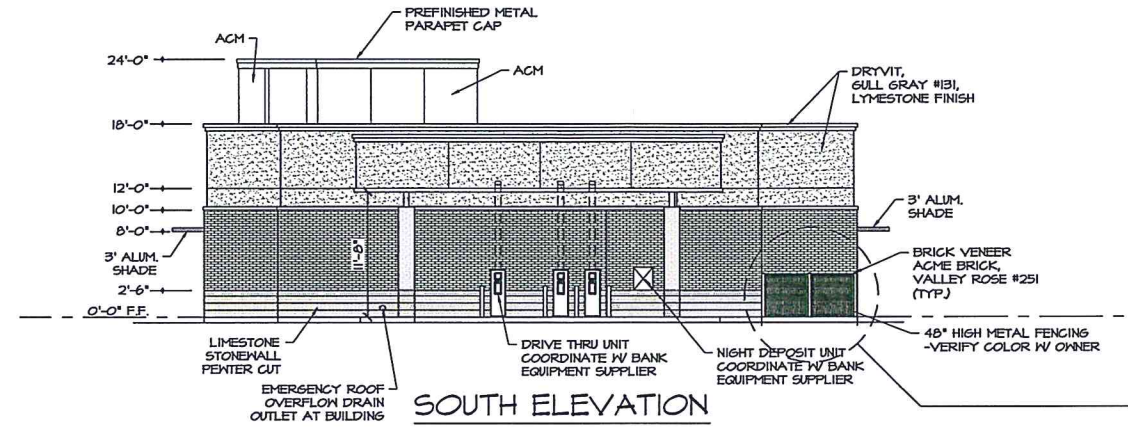 PREFINISHED METAL
PARAPET CAP
ACM
24'-0"
ACM
DRYVIT,
GULL GRAY #131,
LYMESTONE FINISH
18'-0"
12'-0"
10'-0"
8'-0"
3' ALUM.
SHADE
3' ALUM.
SHADE
11'-8"
BRICK VENEER
ACME BRICK,
VALLEY ROSE #251
(TYP.)
2'-6"
0'-0" F.F.
LIMESTONE
STONEWALL
PEWTER CUT
DRIVE THRU UNIT
COORDINATE W/ BANK
EQUIPMENT SUPPLIER
NIGHT DEPOSIT UNIT
COORDINATE W/ BANK
EQUIPMENT SUPPLIER
48" HIGH METAL FENCING
-VERIFY COLOR W/ OWNER
EMERGENCY ROOF
OVERFLOW DRAIN
OUTLET AT BUILDING
SOUTH ELEVATION